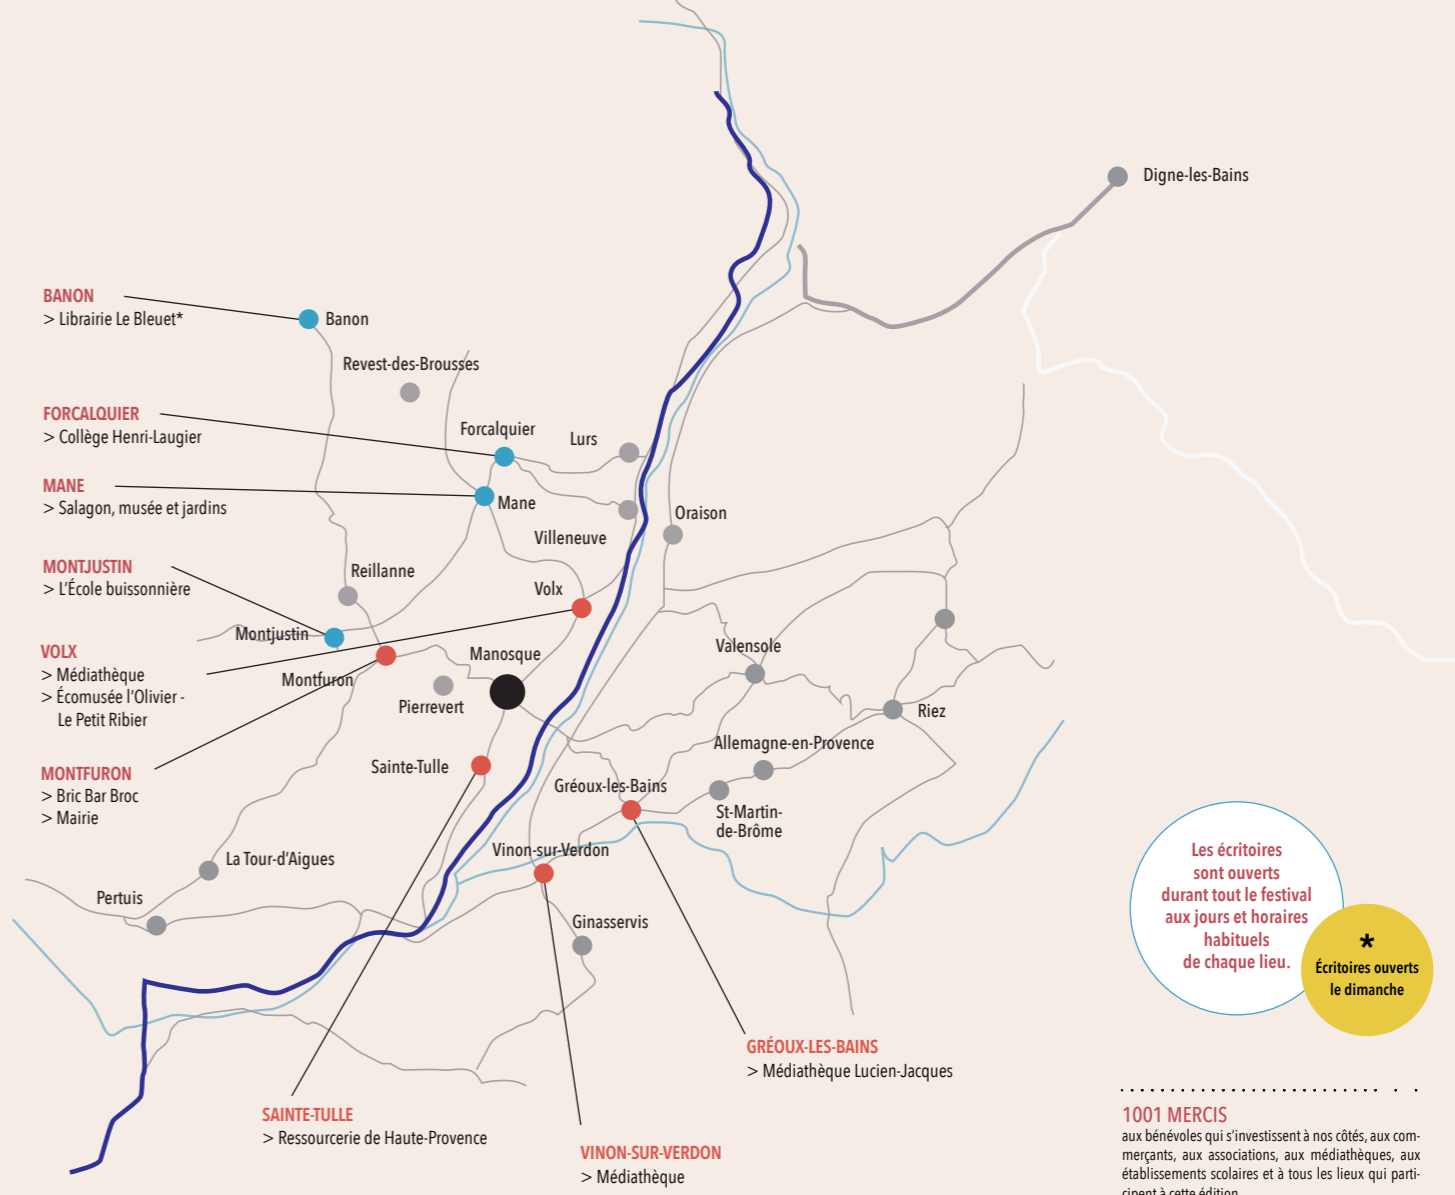 Digne-les-Bains
BANON
> Librairie Le Bleuet*
Banon
Revest-des-Brousses
FORCALQUIER
> Collège Henri-Laugier
Forcalquier
Lurs
MANE
> Salagon, musée et jardins
Mane
Oraison
Villeneuve
MONTJUSTIN
> L'École buissonnière
Reillanne
Volx
Montjustin
VOLX
> Médiathèque
> Écomusée l'Olivier -
Le Petit Ribier
Manosque
Valensole
Montfuron
Pierrevert
Riez
MONTFURON
> Bric Bar Broc
> Mairie
Sainte-Tulle
Allemagne-en-Provence
Gréoux-les-Bains
St-Martin-
de-Brôme
Vinon-sur-Verdon
La Tour-d'Aigues
Pertuis
Ginasservis
Les écritoires
sont ouverts
durant tout le festival
aux jours et horaires
habituels
de chaque lieu.
*
Écritoires ouverts
le dimanche
GRÉOUX-LES-BAINS
> Médiathèque Lucien-Jacques
SAINTE-TULLE
> Ressourcerie de Haute-Provence
VINON-SUR-VERDON
> Médiathèque
1001 MERCIS
aux bénévoles qui s'investissent à nos côtés, aux com-
merçants, aux associations, aux médiathèques, aux
établissements scolaires et à tous les lieux qui parti-
cipent à cette édition